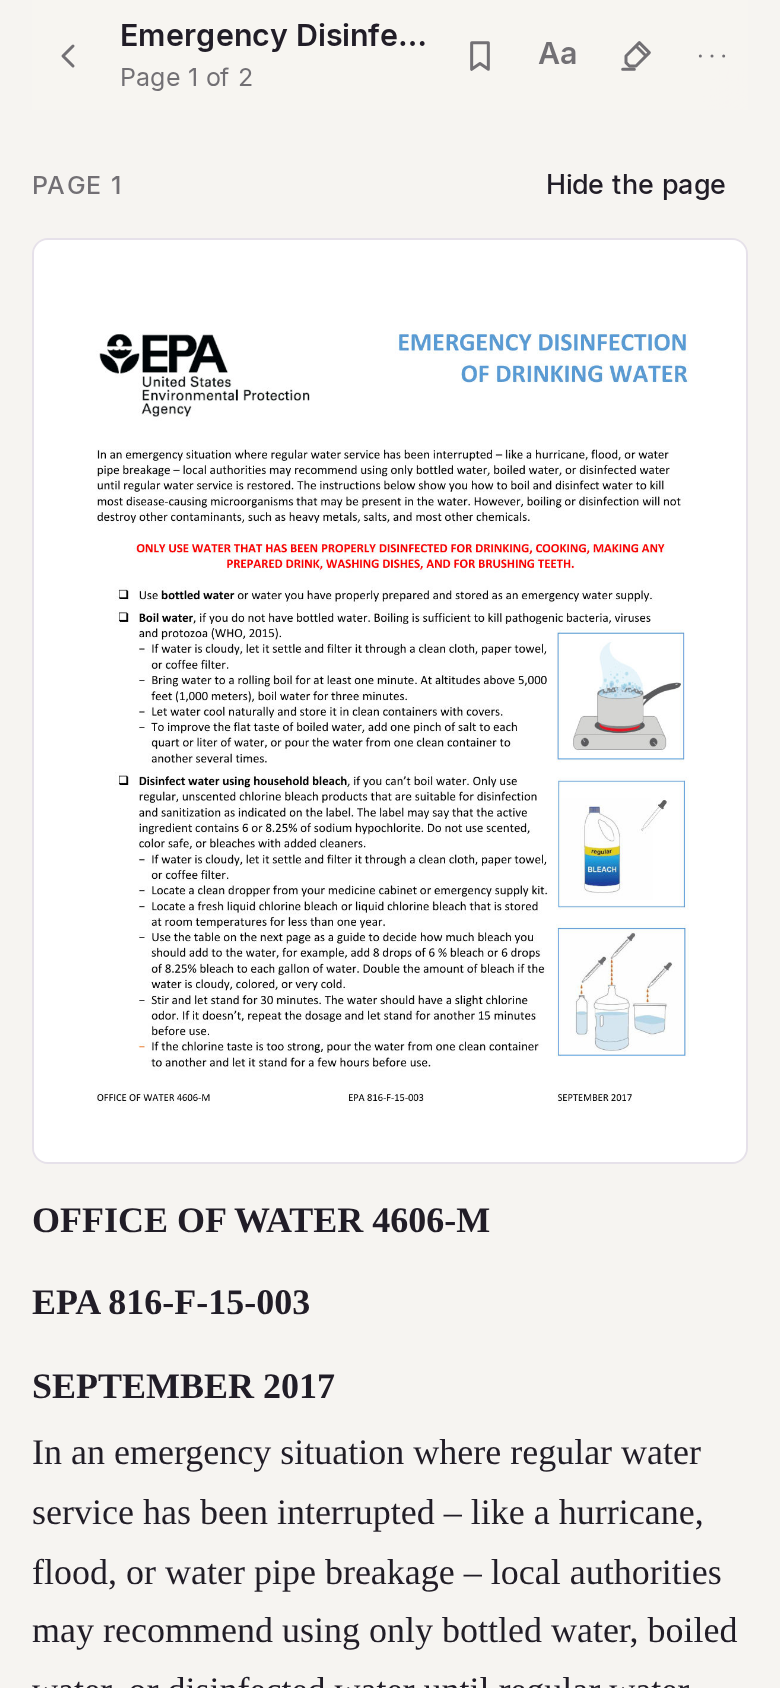 Emergency Disinfe...
Page 1 of 2
Aa
PAGE 1
Hide the page
EPA
United States
Environmental Protection
Agency
EMERGENCY DISINFECTION
OF DRINKING WATER
In an emergency situation where regular water service has been interrupted – like a hurricane, flood, or water
pipe breakage – local authorities may recommend using only bottled water, boiled water, or disinfected water
until regular water service is restored. The instructions below show you how to boil and disinfect water to kill
most disease-causing microorganisms that may be present in the water. However, boiling or disinfection will not
destroy other contaminants, such as heavy metals, salts, and most other chemicals.
ONLY USE WATER THAT HAS BEEN PROPERLY DISINFECTED FOR DRINKING, COOKING, MAKING ANY
PREPARED DRINK, WASHING DISHES, AND FOR BRUSHING TEETH.
❑ Use bottled water or water you have properly prepared and stored as an emergency water supply.
❑ Boil water, if you do not have bottled water. Boiling is sufficient to kill pathogenic bacteria, viruses
and protozoa (WHO, 2015).
– If water is cloudy, let it settle and filter it through a clean cloth, paper towel,
or coffee filter.
– Bring water to a rolling boil for at least one minute. At altitudes above 5,000
feet (1,000 meters), boil water for three minutes.
– Let water cool naturally and store it in clean containers with covers.
– To improve the flat taste of boiled water, add one pinch of salt to each
quart or liter of water, or pour the water from one clean container to
another several times.
❑ Disinfect water using household bleach, if you can't boil water. Only use
regular, unscented chlorine bleach products that are suitable for disinfection
and sanitization as indicated on the label. The label may say that the active
ingredient contains 6 or 8.25% of sodium hypochlorite. Do not use scented,
color safe, or bleaches with added cleaners.
– If water is cloudy, let it settle and filter it through a clean cloth, paper towel,
or coffee filter.
– Locate a clean dropper from your medicine cabinet or emergency supply kit.
– Locate a fresh liquid chlorine bleach or liquid chlorine bleach that is stored
at room temperatures for less than one year.
– Use the table on the next page as a guide to decide how much bleach you
should add to the water, for example, add 8 drops of 6 % bleach or 6 drops
of 8.25% bleach to each gallon of water. Double the amount of bleach if the
water is cloudy, colored, or very cold.
– Stir and let stand for 30 minutes. The water should have a slight chlorine
odor. If it doesn't, repeat the dosage and let stand for another 15 minutes
before use.
– If the chlorine taste is too strong, pour the water from one clean container
to another and let it stand for a few hours before use.
regular
BLEACH
OFFICE OF WATER 4606-M
EPA 816-F-15-003
SEPTEMBER 2017
OFFICE OF WATER 4606-M
EPA 816-F-15-003
SEPTEMBER 2017
In an emergency situation where regular water
service has been interrupted – like a hurricane,
flood, or water pipe breakage – local authorities
may recommend using only bottled water, boiled
water, or disinfected water until regular water